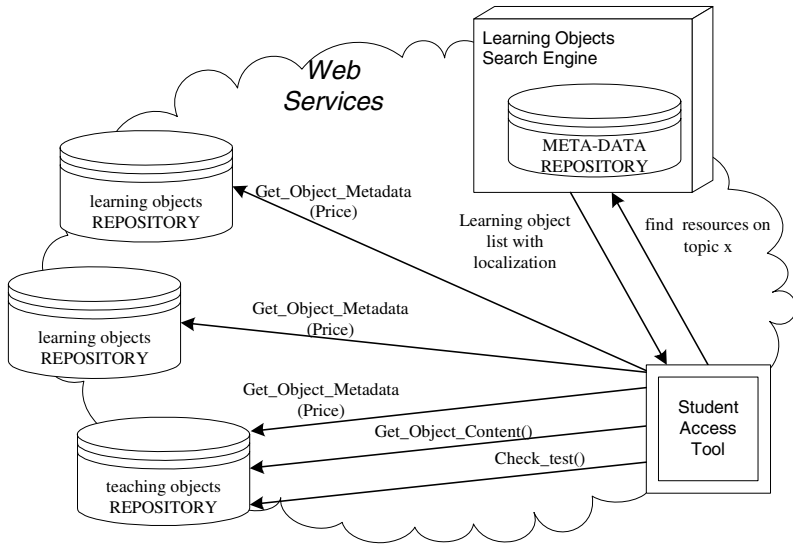 Web
Services
Learning Objects
Search Engine
META-DATA
REPOSITORY
learning objects
REPOSITORY
Get_Object_Metadata
(Price)
Learning object
list with
localization
find resources on
topic x
learning objects
REPOSITORY
Get_Object_Metadata
(Price)
Get_Object_Metadata
(Price)
Get_Object_Content()
Check_test()
Student
Access
Tool
teaching objects
REPOSITORY